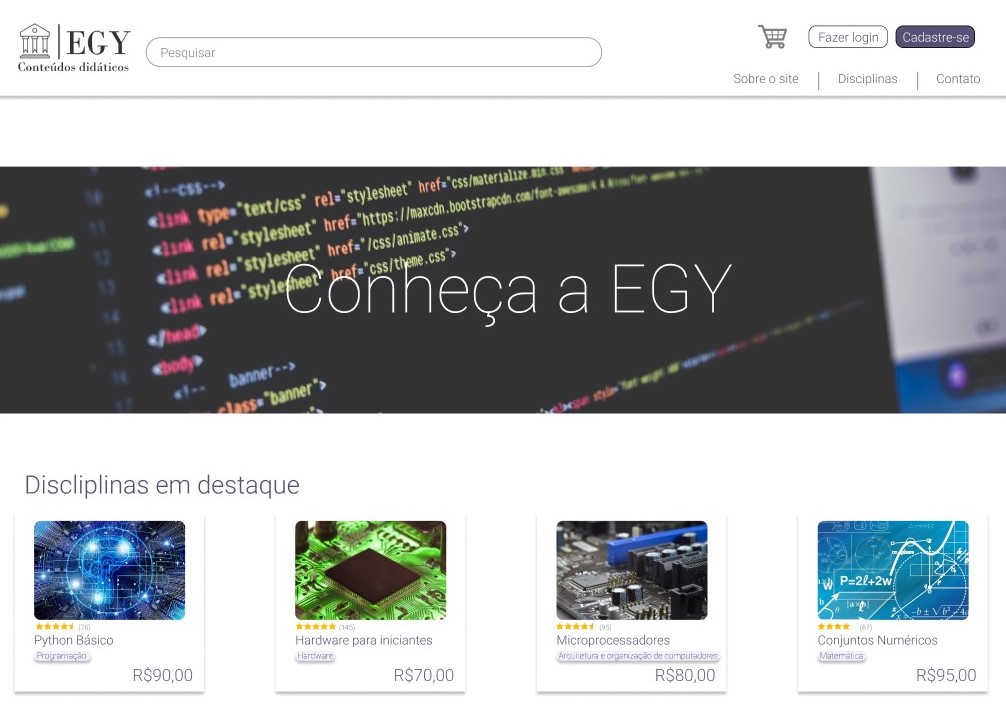 EGY
Conteúdos didáticos
Pesquisar
Fazer login
Cadastre-se
Sobre o site
Disciplinas
Contato
<!--css-->
<link type="text/css" rel="stylesheet" href="css/materialize.min.css
<link rel="stylesheet" href="https://maxcdn.bootstrapcdn.com/font-awesome/4.
<link rel="stylesheet" href="/css/animate.css">
<link rel="stylesheet" href="css/theme.css">
</head>
<body>
<!-- banner-->
class="banner">
Conheça a EGY
Discliplinas em destaque
(76)
Python Básico
Programação
R$90,00
(145)
Hardware para iniciantes
Hardware
R$70,00
(95)
Microprocessadores
Arquitetura e organização de computadores
R$80,00
P=2ℓ+2w
(67)
Conjuntos Numéricos
Matemática
R$95,00